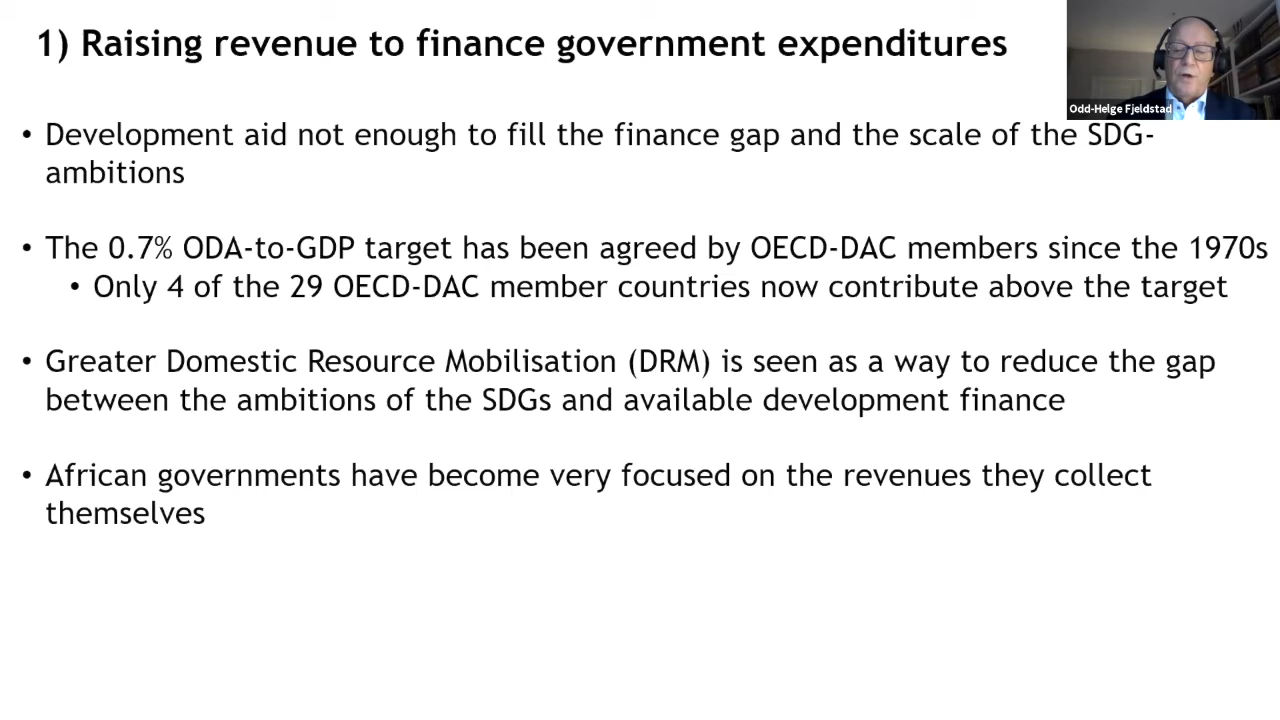 1) Raising revenue to finance government expenditures
Odd-Helge Fjeldstad
• Development aid not enough to fill the finance gap and the scale of the SDG-
ambitions
• The 0.7% ODA-to-GDP target has been agreed by OECD-DAC members since the 1970s
• Only 4 of the 29 OECD-DAC member countries now contribute above the target
• Greater Domestic Resource Mobilisation (DRM) is seen as a way to reduce the gap
between the ambitions of the SDGs and available development finance
• African governments have become very focused on the revenues they collect
themselves